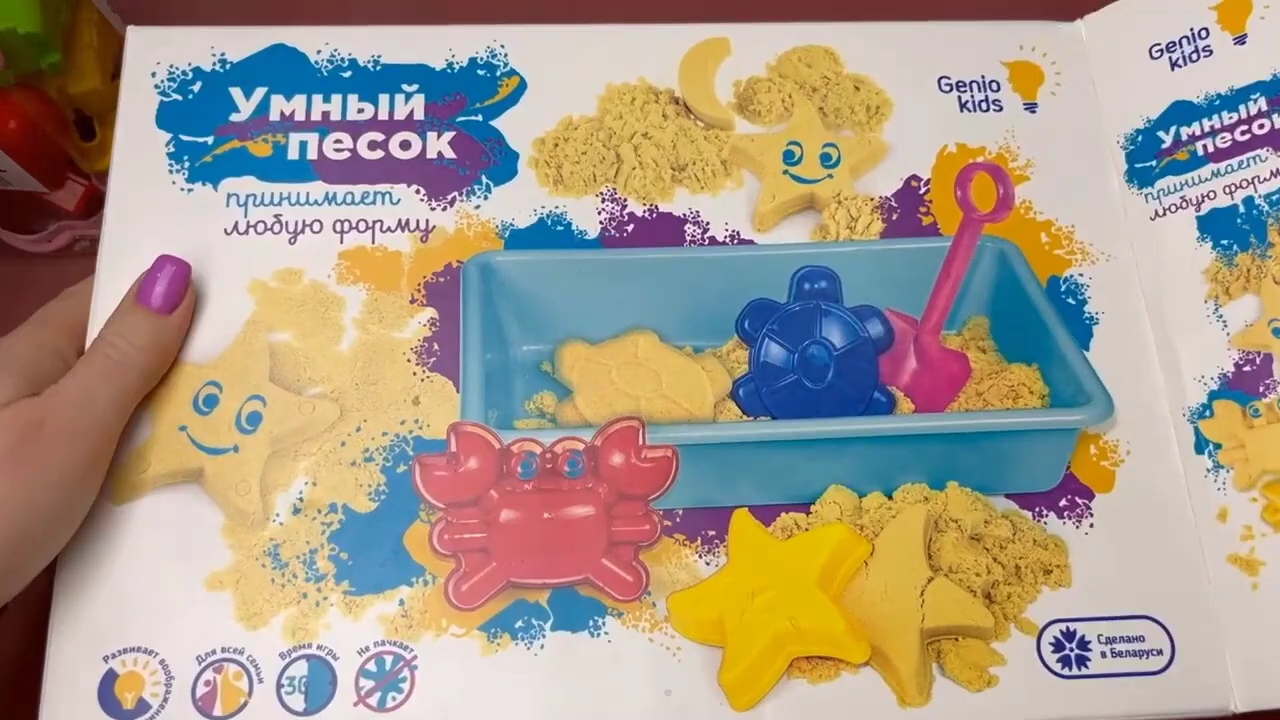 Умный
песок
принимает
любую форму
Genio
kids
Genio
kids
Умный
песок
принимает
любую
Развивает воображение
Для всей семьи
Время игры
30
Не пачкает
Сделано
в Беларуси